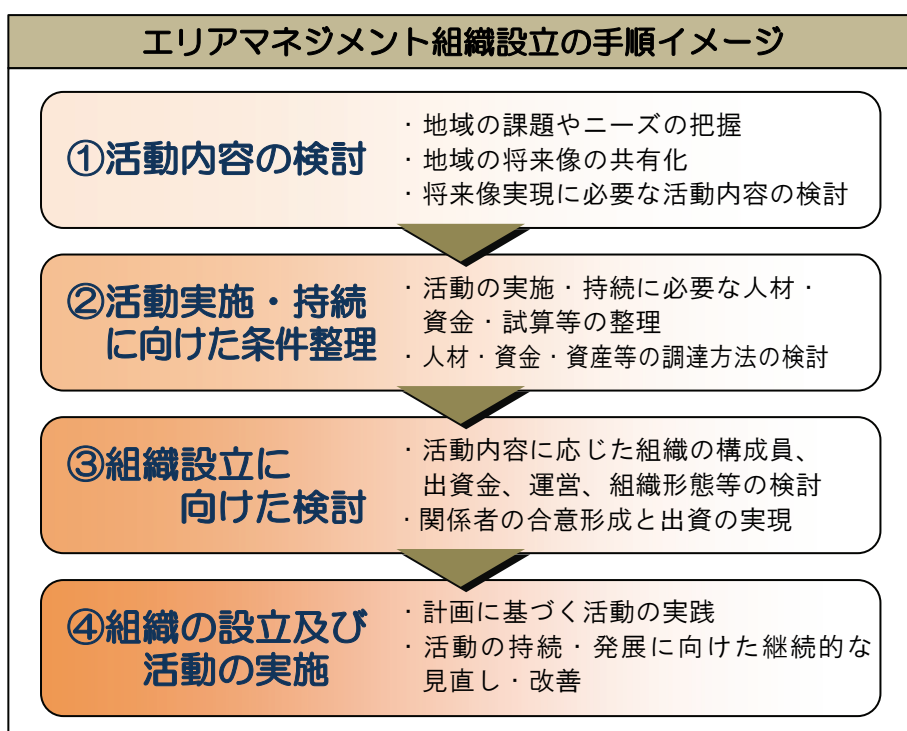 エリアマネジメント組織設立の手順イメージ
①活動内容の検討
・地域の課題やニーズの把握
・地域の将来像の共有化
・将来像実現に必要な活動内容の検討
②活動実施・持続
に向けた条件整理
・活動の実施・持続に必要な人材・
資金・試算等の整理
・人材・資金・資産等の調達方法の検討
③組織設立に
向けた検討
・活動内容に応じた組織の構成員、
出資金、運営、組織形態等の検討
・関係者の合意形成と出資の実現
④組織の設立及び
活動の実施
・計画に基づく活動の実践
・活動の持続・発展に向けた継続的な
見直し・改善